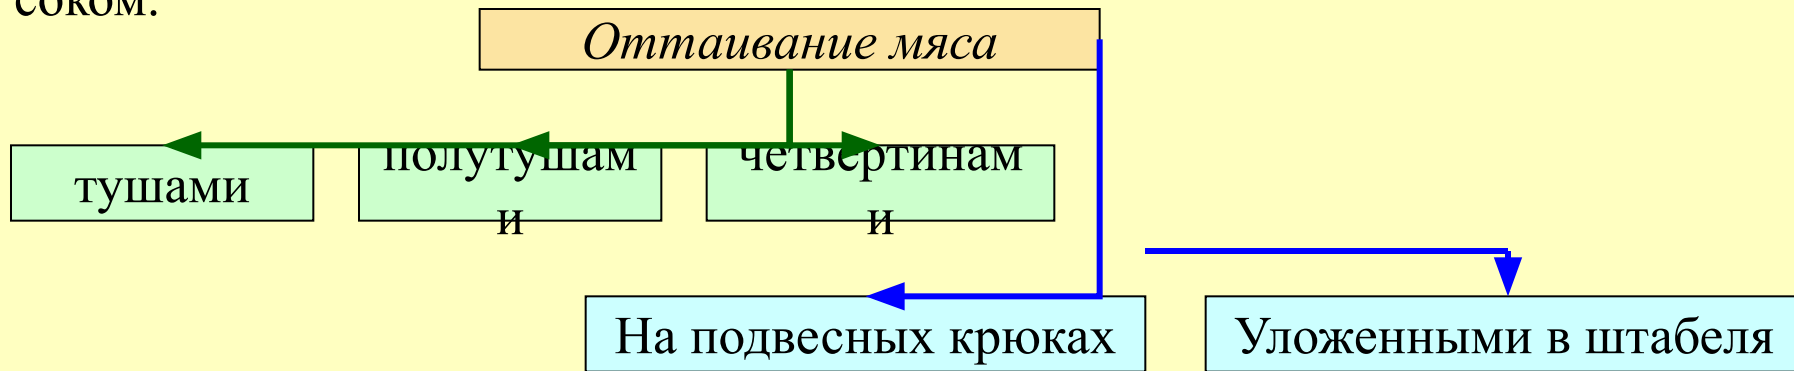 соком.
Оттаивание мяса
тушами
полутушам
и
четвертинам
и
На подвесных крюках
Уложенными в штабеля